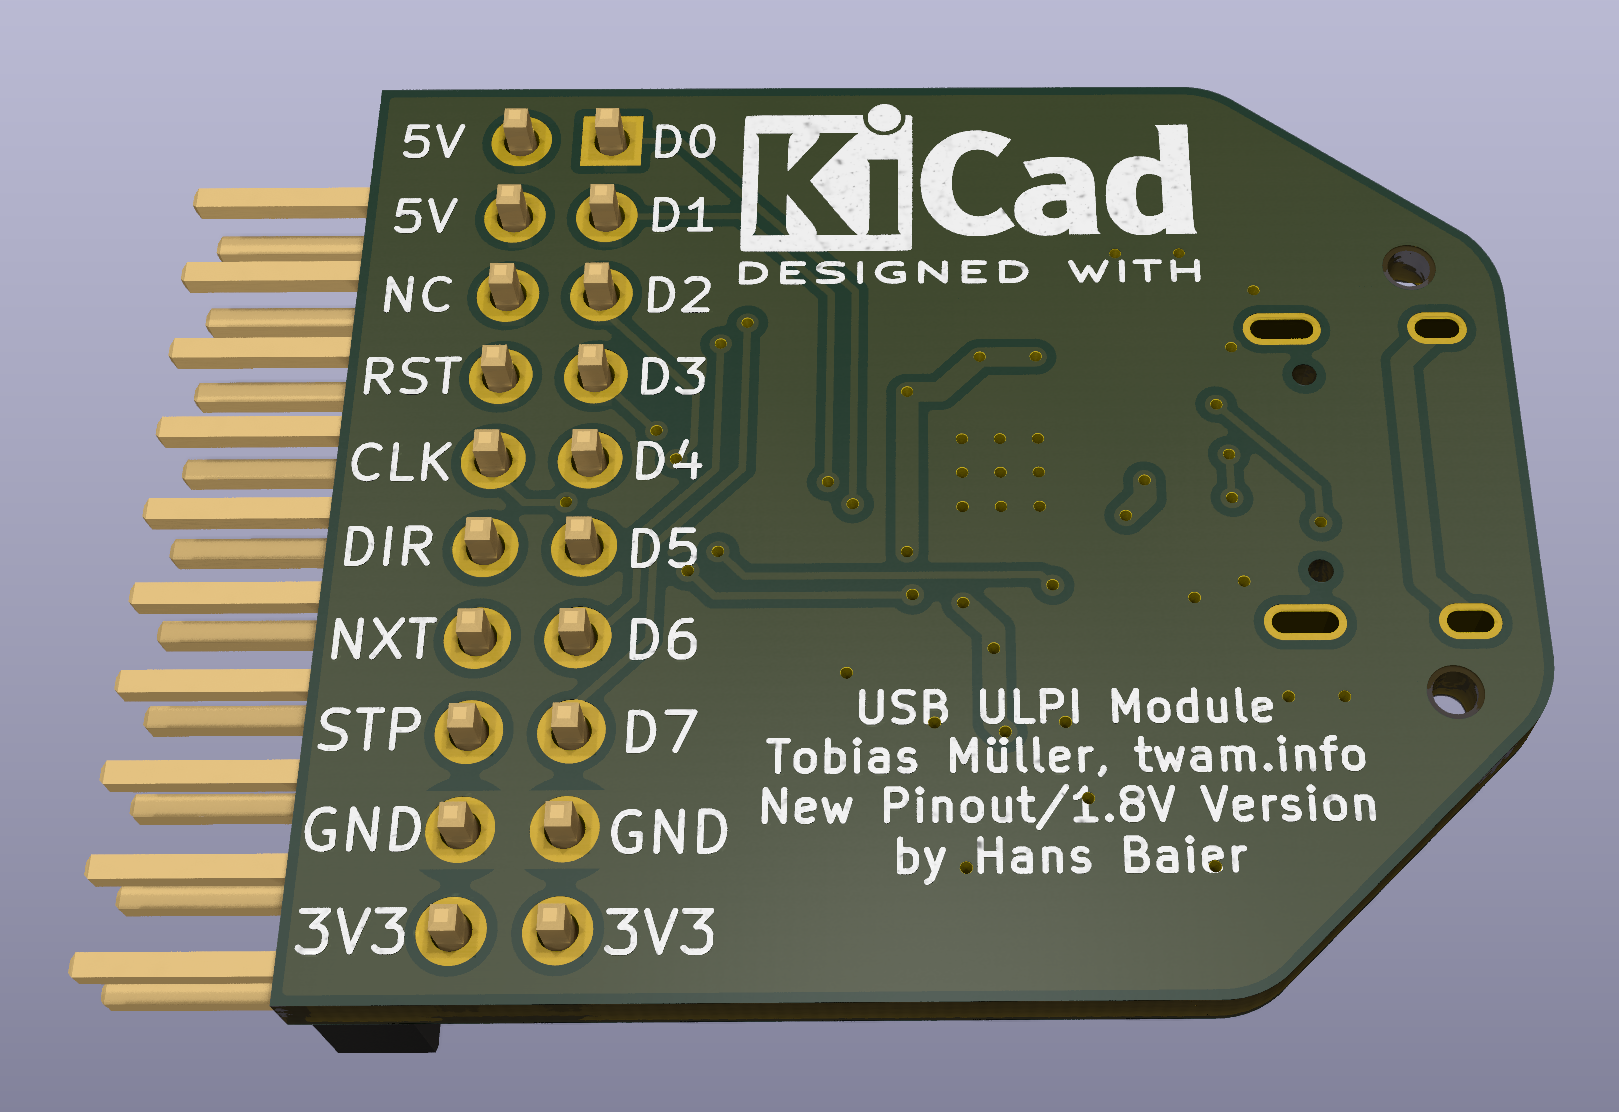 5V D0
5V D1
NC D2
RST D3
CLK D4
DIR D5
NXT D6
STP D7
GND GND
3V3 3V3
KiCad
DESIGNED WITH
USB ULPI Module
Tobias Müller, twam.info
New Pinout/1.8V Version
by Hans Baier